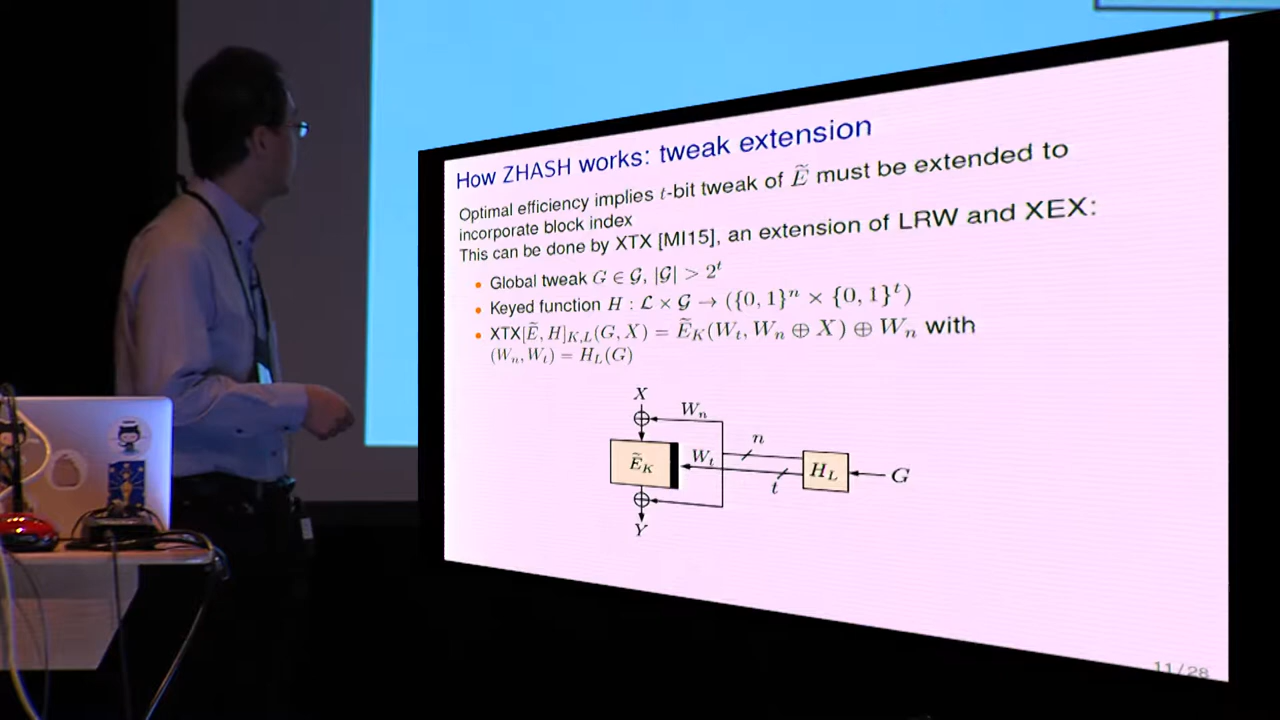 How ZHASH works: tweak extension
Optimal efficiency implies t-bit tweak of Ẽ must be extended to
incorporate block index
This can be done by XTX [MI15], an extension of LRW and XEX:
• Global tweak G ∈ 𝒢, |𝒢| > 2^t
• Keyed function H : ℒ × 𝒢 → ({0, 1}^n × {0, 1}^t)
• XTX[Ẽ, H]_{K,L}(G, X) = Ẽ_K(W_t, W_n ⊕ X) ⊕ W_n with
(W_n, W_t) = H_L(G)
X
W_n
n
Ẽ_K
W_t
H_L
G
t
Y
11/28